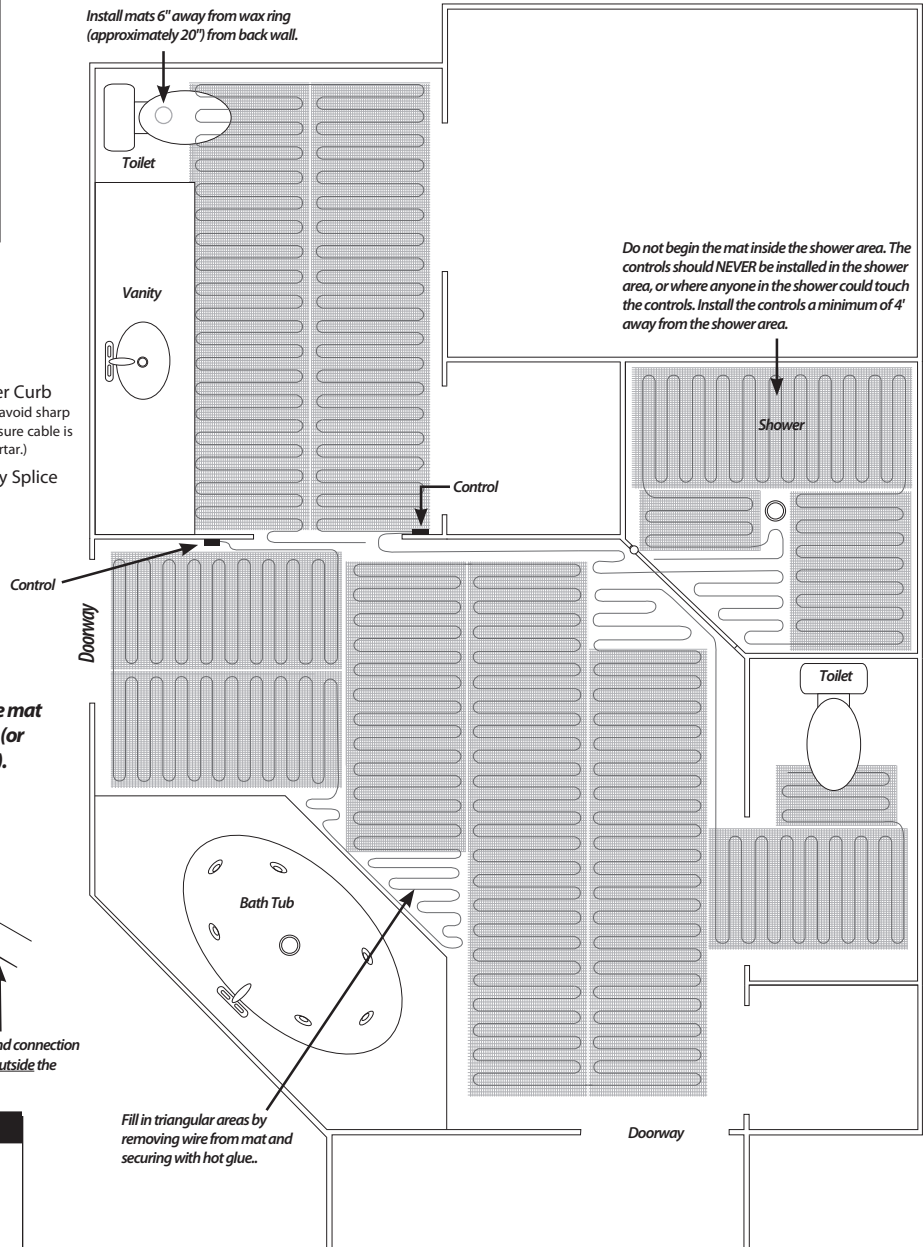 Install mats 6" away from wax ring
(approximately 20") from back wall.
Toilet
Do not begin the mat inside the shower area. The
controls should NEVER be installed in the shower
area, or where anyone in the shower could touch
the controls. Install the controls a minimum of 4'
away from the shower area.
Vanity
er Curb
avoid sharp
sure cable is
rtar.)
y Splice
Shower
Control
Control
Doorway
Toilet
e mat
(or
).
Bath Tub
nd connection
utside the
Fill in triangular areas by
removing wire from mat and
securing with hot glue..
Doorway